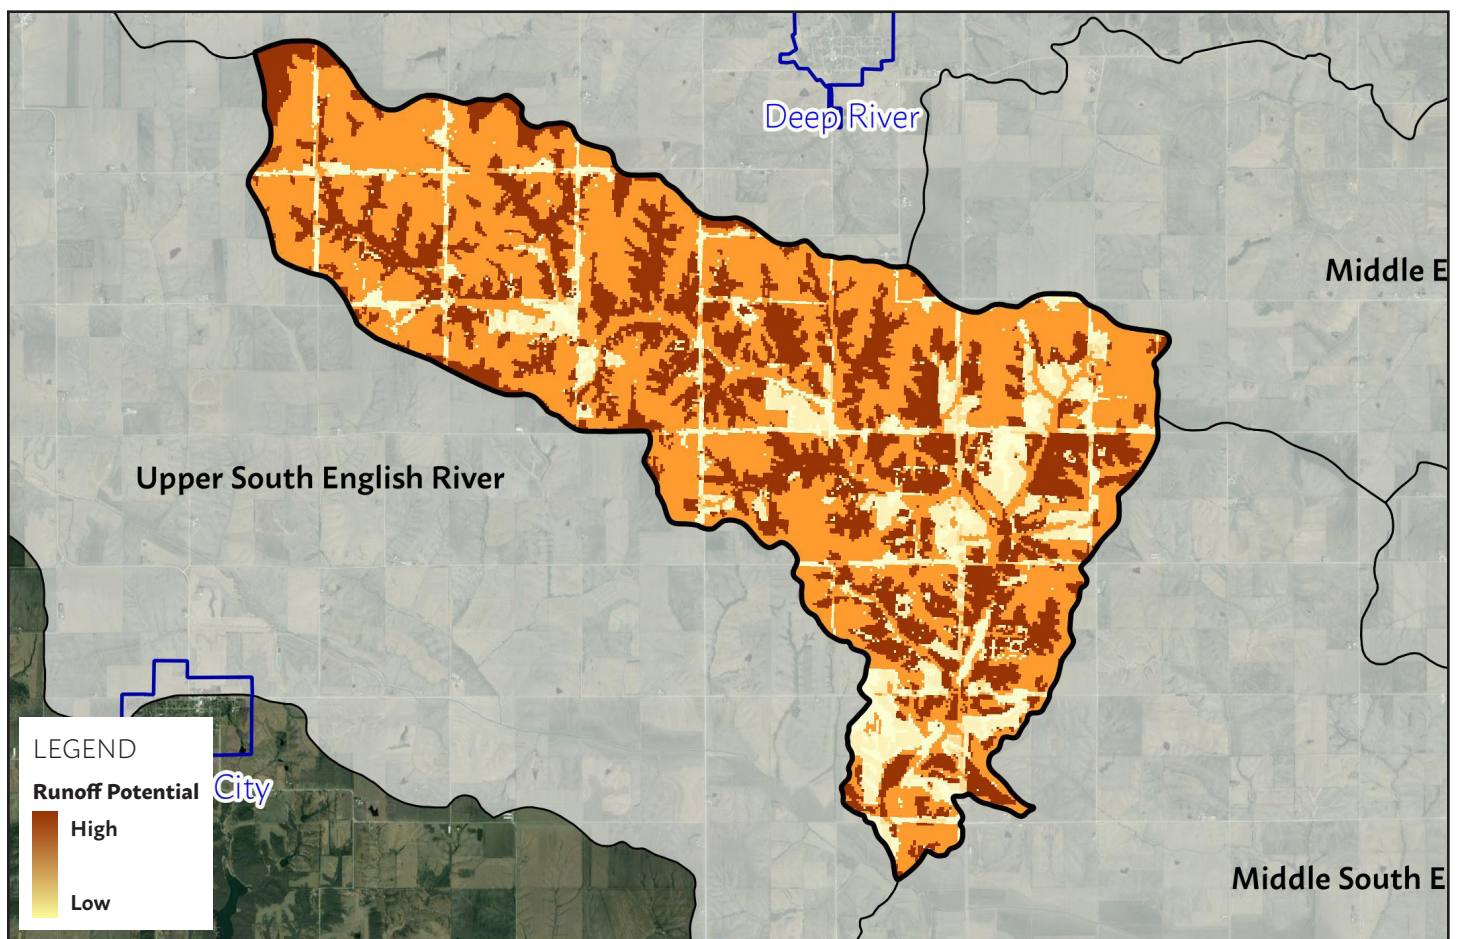 Deep River
Middle E
Upper South English River
LEGEND
Runoff Potential
High
Low
City
Middle South E